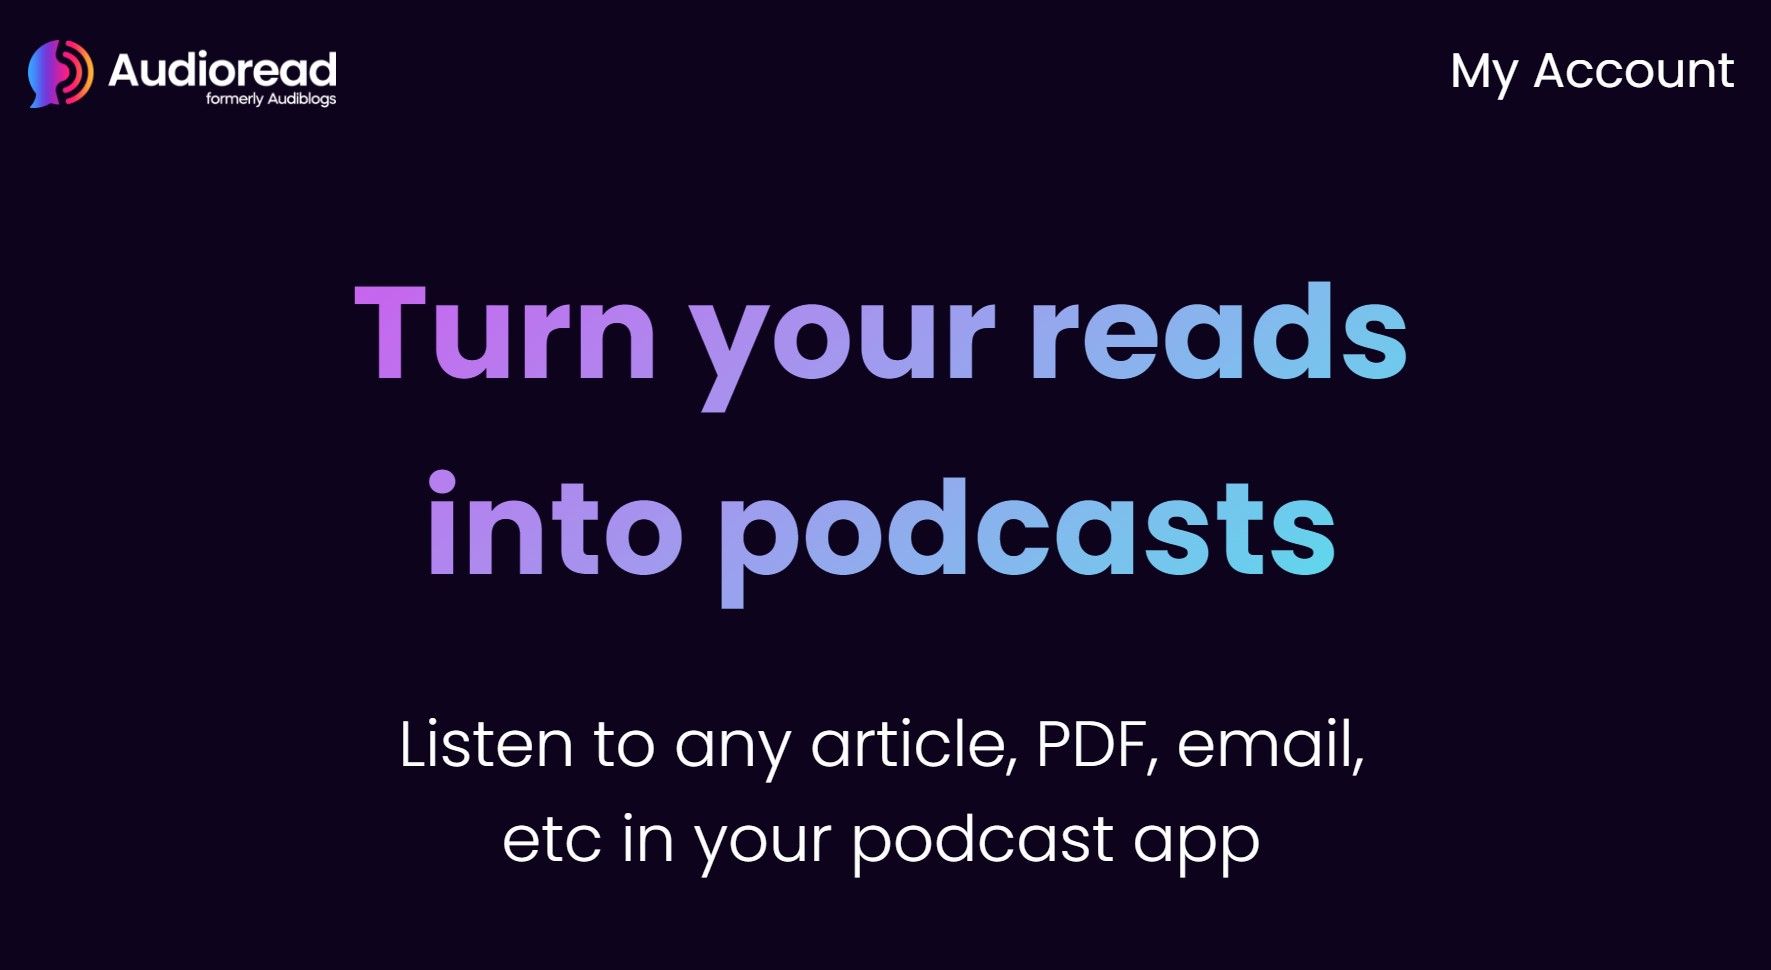 Audioread
formerly Audiblogs
My Account
Turn your reads
into podcasts
Listen to any article, PDF, email,
etc in your podcast app